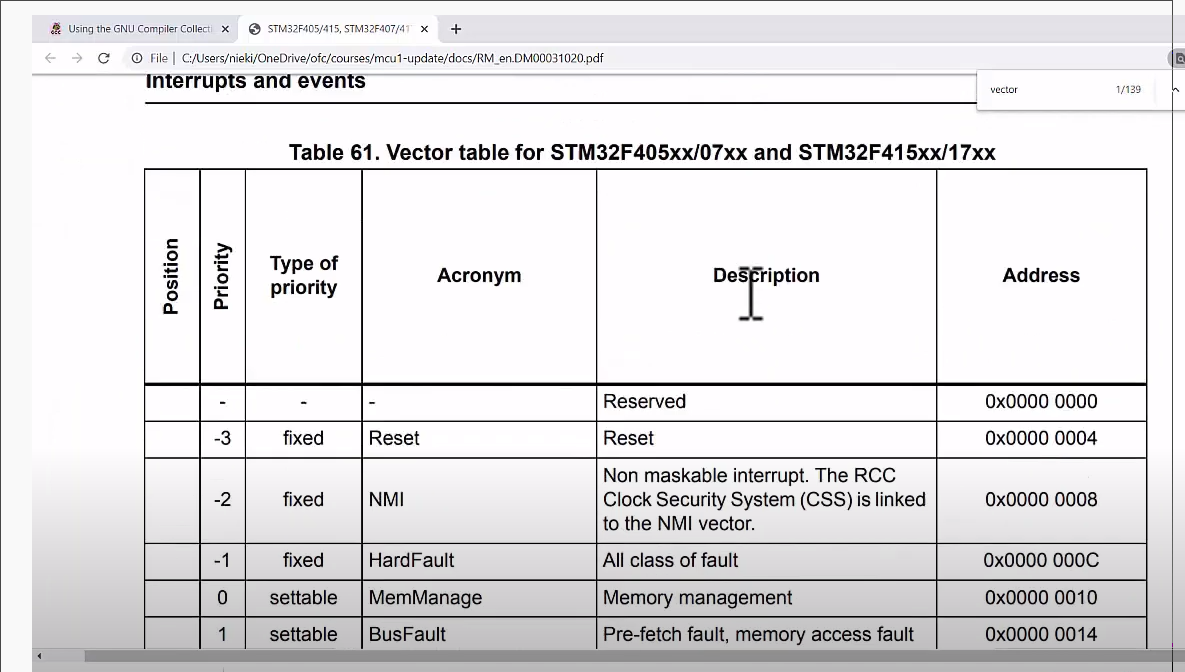 Using the GNU Compiler Collecti
STM32F405/415, STM32F407/41
File | C:/Users/nieki/OneDrive/ofc/courses/mcu1-update/docs/RM_en.DM00031020.pdf
vector 1/139
Interrupts and events
Table 61. Vector table for STM32F405xx/07xx and STM32F415xx/17xx
Position Priority Type of priority Acronym Description Address
- - - Reserved 0x0000 0000
-3 fixed Reset Reset 0x0000 0004
-2 fixed NMI Non maskable interrupt. The RCC
Clock Security System (CSS) is linked
to the NMI vector. 0x0000 0008
-1 fixed HardFault All class of fault 0x0000 000C
0 settable MemManage Memory management 0x0000 0010
1 settable BusFault Pre-fetch fault, memory access fault 0x0000 0014